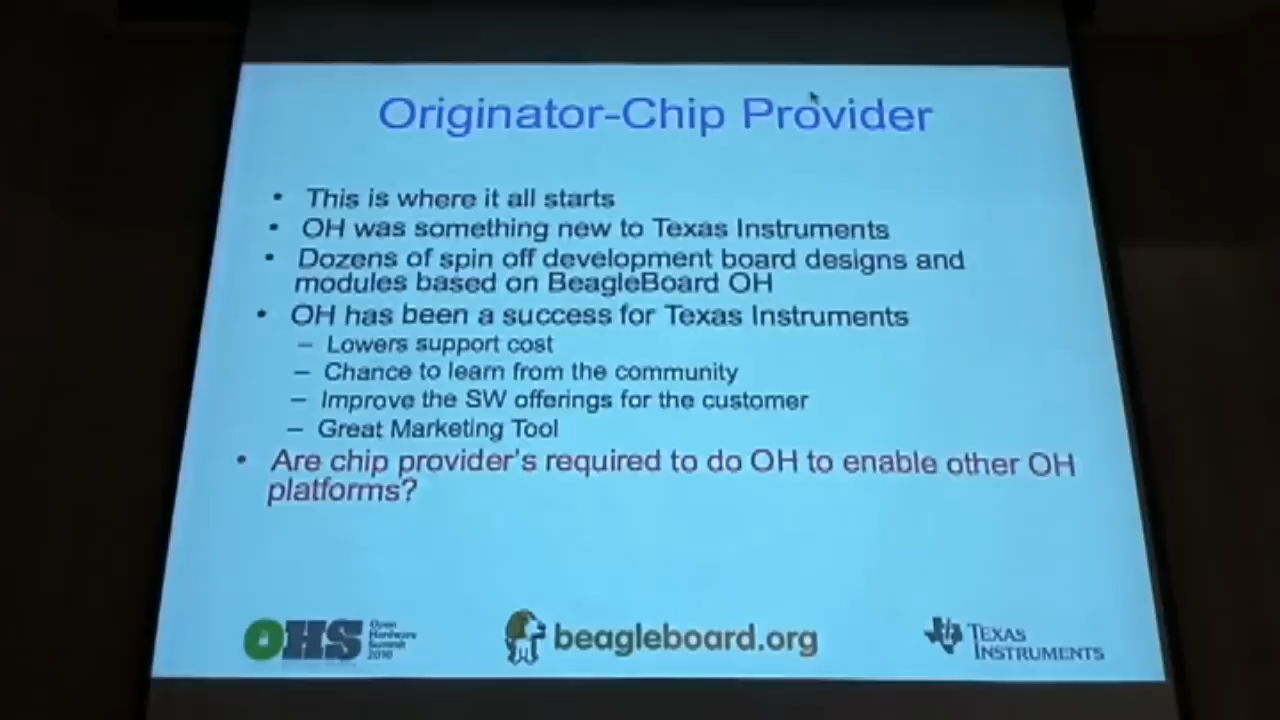 Originator-Chip Provider
• This is where it all starts
• OH was something new to Texas Instruments
• Dozens of spin off development board designs and
modules based on BeagleBoard OH
• OH has been a success for Texas Instruments
– Lowers support cost
– Chance to learn from the community
– Improve the SW offerings for the customer
– Great Marketing Tool
• Are chip provider's required to do OH to enable other OH
platforms?
OHS
Open
Hardware
Summit
2010
beagleboard.org
TEXAS
INSTRUMENTS